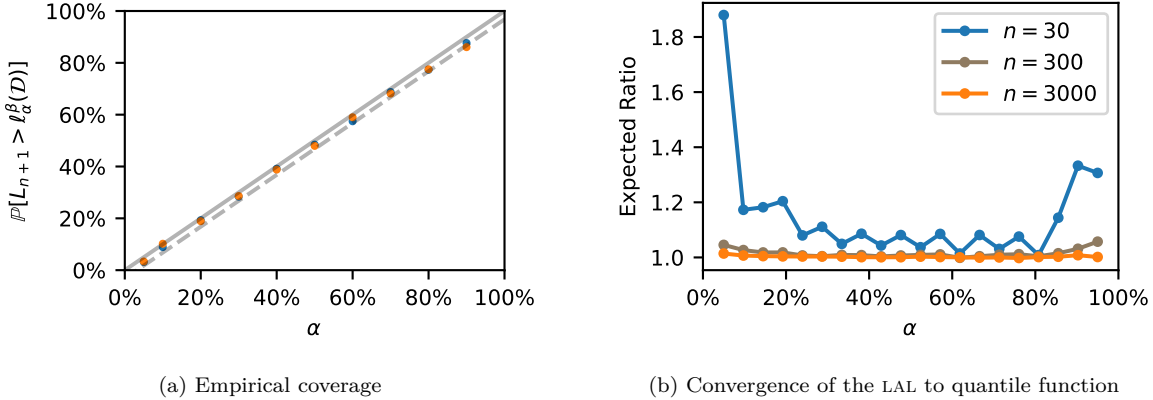 100%
80%
60%
40%
20%
0%
ℙ[Lₙ₊₁ > ℓ_α^β(𝒟)]
0% 20% 40% 60% 80% 100%
α
(a) Empirical coverage
1.8
1.6
1.4
1.2
1.0
Expected Ratio
n = 30
n = 300
n = 3000
0% 20% 40% 60% 80% 100%
α
(b) Convergence of the LAL to quantile function